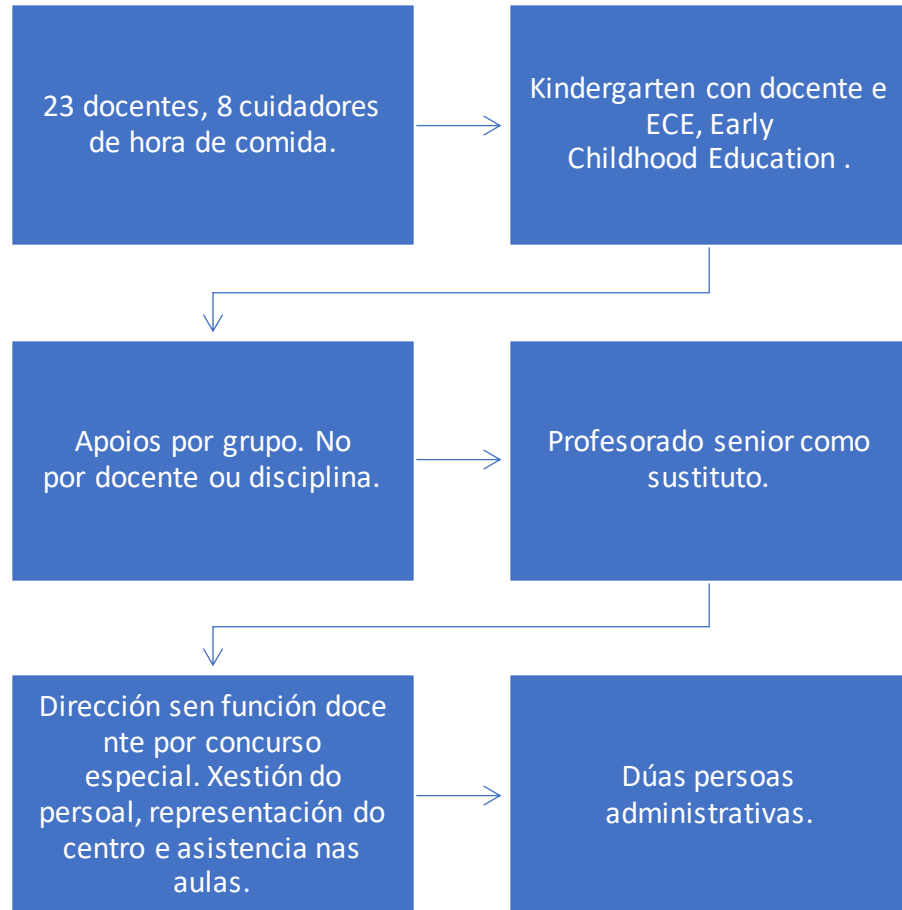 23 docentes, 8 cuidadores
de hora de comida.
Kindergarten con docente e
ECE, Early
Childhood Education .
Apoios por grupo. No
por docente ou disciplina.
Profesorado senior como
sustituto.
Dirección sen función doce
nte por concurso
especial. Xestión do
persoal, representación do
centro e asistencia nas
aulas.
Dúas persoas
administrativas.